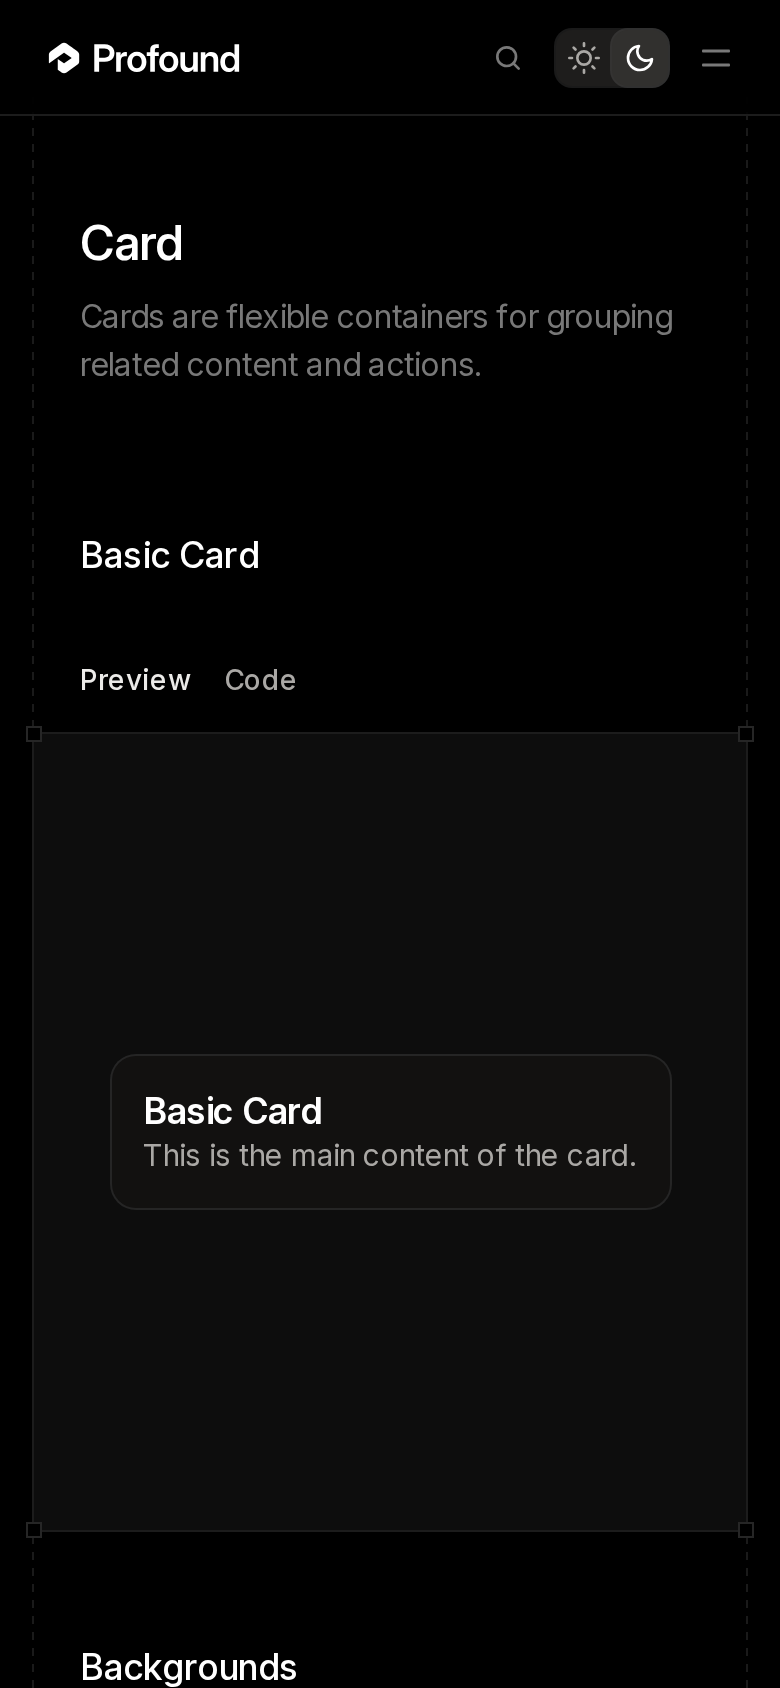 Profound
Card
Cards are flexible containers for grouping
related content and actions.
Basic Card
Preview Code
Basic Card
This is the main content of the card.
Backgrounds